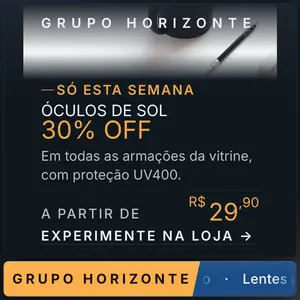 GRUPO HORIZONTE
—SÓ ESTA SEMANA
ÓCULOS DE SOL
30% OFF
Em todas as armações da vitrine,
com proteção UV400.
A PARTIR DE R$ 29,90
EXPERIMENTE NA LOJA →
GRUPO HORIZONTE · Lentes